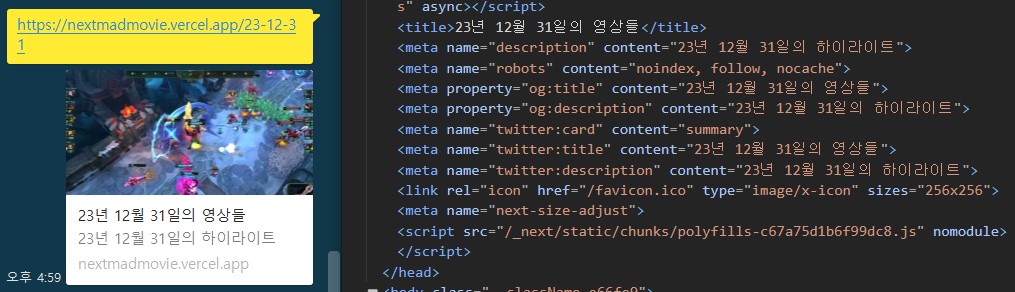 https://nextmadmovie.vercel.app/23-12-3
1
23년 12월 31일의 영상들
23년 12월 31일의 하이라이트
nextmadmovie.vercel.app
오후 4:59
s" async></script>
<title>23년 12월 31일의 영상들</title>
<meta name="description" content="23년 12월 31일의 하이라이트">
<meta name="robots" content="noindex, follow, nocache">
<meta property="og:title" content="23년 12월 31일의 영상들">
<meta property="og:description" content="23년 12월 31일의 하이라이트">
<meta name="twitter:card" content="summary">
<meta name="twitter:title" content="23년 12월 31일의 영상들">
<meta name="twitter:description" content="23년 12월 31일의 하이라이트">
<link rel="icon" href="/favicon.ico" type="image/x-icon" sizes="256x256">
<meta name="next-size-adjust">
<script src="/_next/static/chunks/polyfills-c67a75d1b6f99dc8.js" nomodule>
</script>
</head>
<body class="__className_e66fe9">